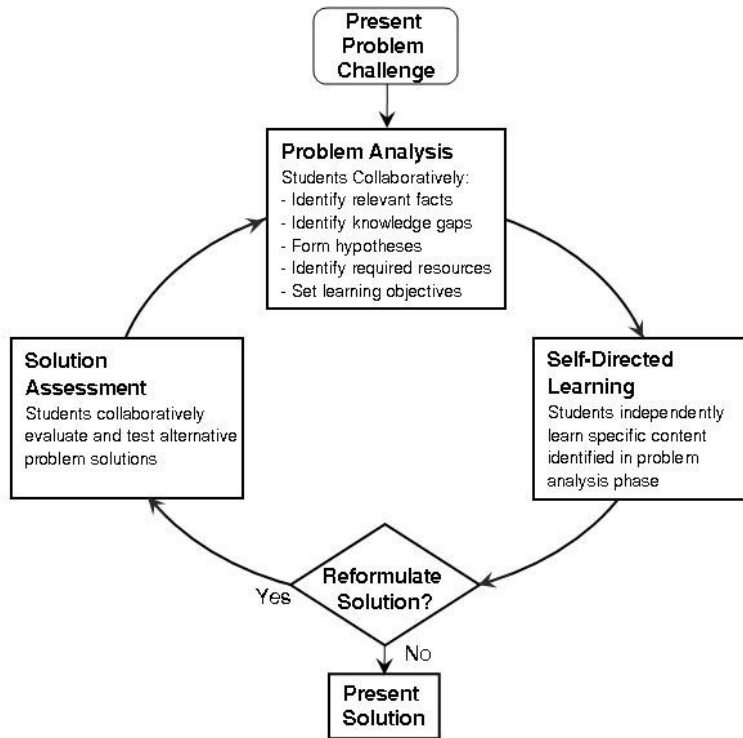 Present
Problem
Challenge
Problem Analysis
Students Collaboratively:
- Identify relevant facts
- Identify knowledge gaps
- Form hypotheses
- Identify required resources
- Set learning objectives
Self-Directed
Learning
Students independently
learn specific content
identified in problem
analysis phase
Solution
Assessment
Students collaboratively
evaluate and test alternative
problem solutions
Reformulate
Solution?
Yes
No
Present
Solution